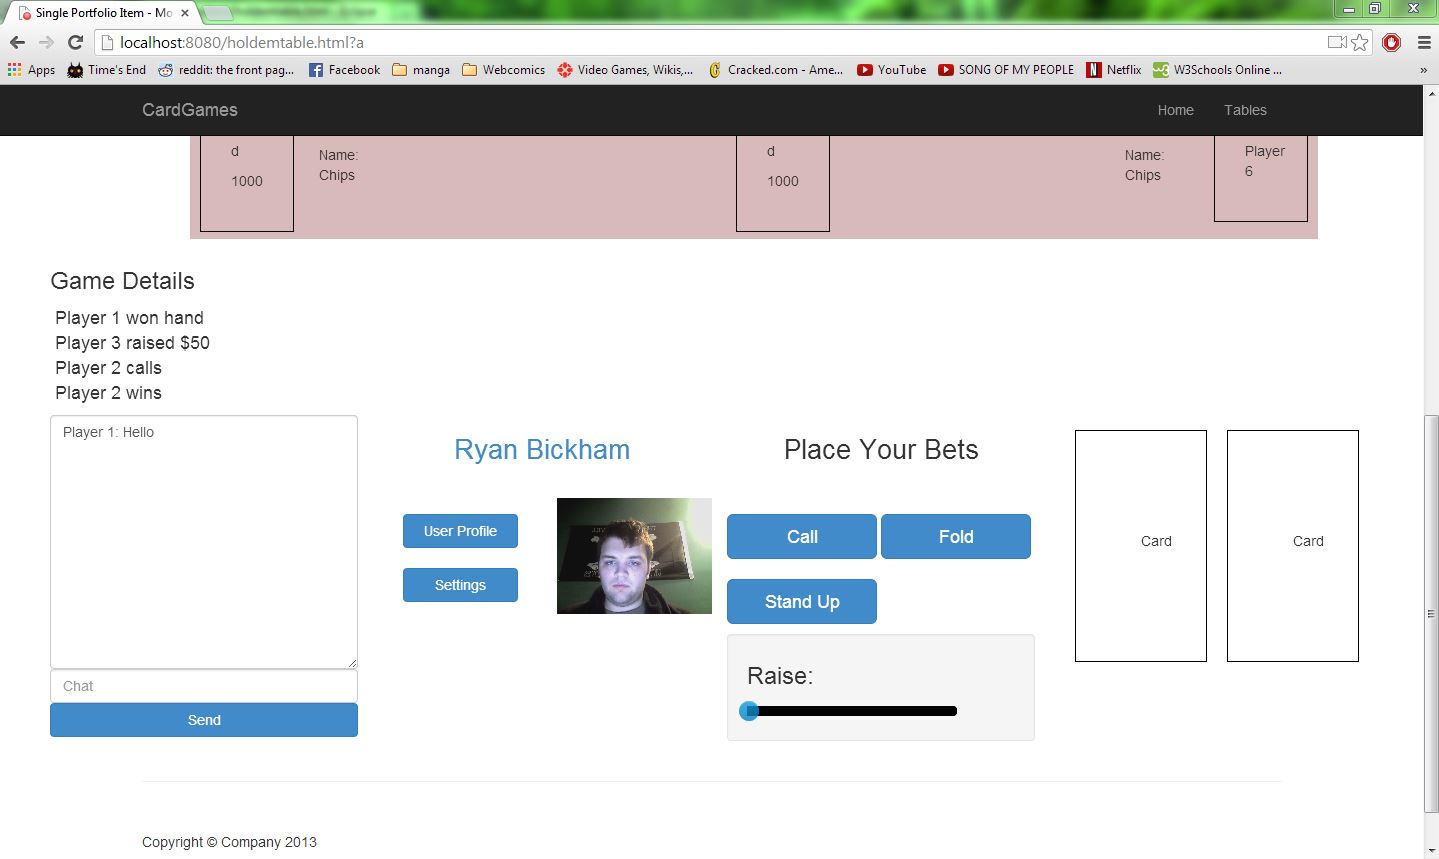 Single Portfolio Item - Mo
localhost:8080/holdemtable.html?a
Apps Time's End reddit: the front pag... Facebook manga Webcomics Video Games, Wikis,... Cracked.com - Ame... YouTube SONG OF MY PEOPLE Netflix W3Schools Online ... »
CardGames Home Tables
d
1000
Name:
Chips
d
1000
Name:
Chips
Player
6
Game Details
Player 1 won hand
Player 3 raised $50
Player 2 calls
Player 2 wins
Player 1: Hello
Chat
Send
Ryan Bickham
User Profile
Settings
Place Your Bets
Call Fold
Stand Up
Raise:
Card Card
Copyright © Company 2013